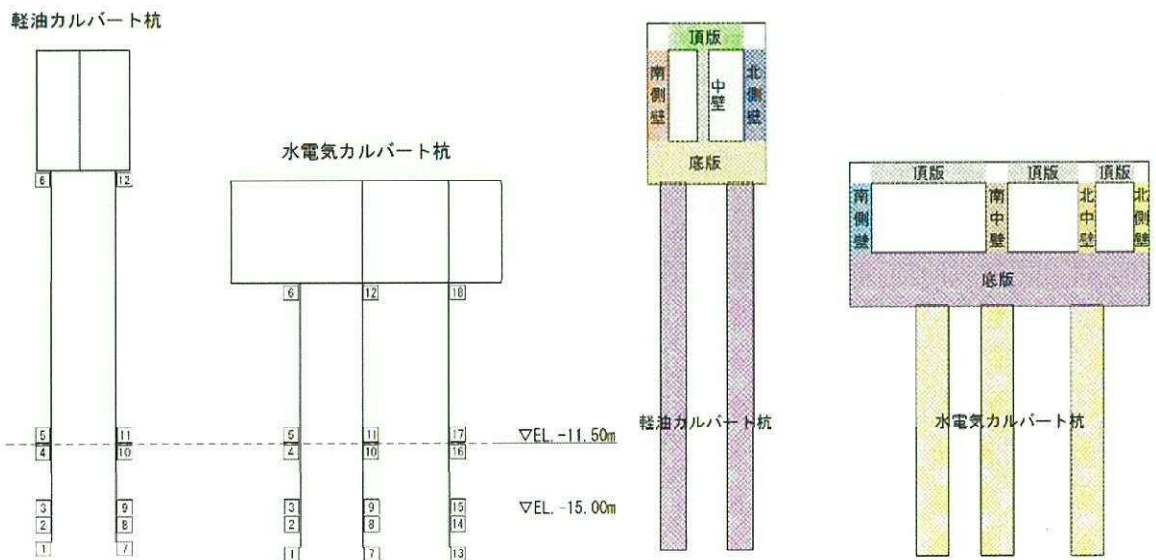 軽油カルバート杭
6
12
5
11
4
10
3
9
2
8
1
7
水電気カルバート杭
6
12
18
5
11
17
4
10
16
3
9
15
2
8
14
1
7
13
▽EL. -11.50m
▽EL. -15.00m
頂版
南側壁
中壁
北側壁
底版
軽油カルバート杭
頂版
頂版
頂版
南側壁
南中壁
北中壁
北側壁
底版
水電気カルバート杭